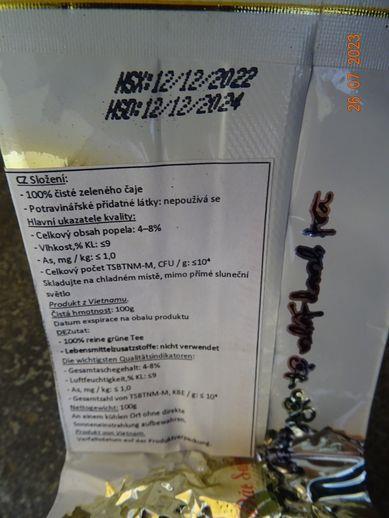 NSX:12/12/2022
HSD:12/12/2024
26 07 2023
CZ Složení:
- 100% čisté zeleného čaje
- Potravinářské přídatné látky: nepoužívá se
Hlavní ukazatele kvality:
- Celkový obsah popela: 4–8%
- Vlhkost,% KL: ≤9
- As, mg / kg: ≤ 1,0
- Celkový počet TSBTNM-M, CFU / g: ≤10⁴
Skladujte na chladném místě, mimo přímé sluneční
světlo
Produkt z Vietnamu.
Čistá hmotnost: 100g
Datum exspirace na obalu produktu
DEZutat:
- 100% reine grüne Tee
- Lebensmittelzusatzstoffe: nicht verwendet
Die wichtigsten Qualitätsindikatoren:
- Gesamtaschegehalt: 4-8%
- Luftfeuchtigkeit,% KL: ≤9
- As, mg / kg: ≤ 1,0
- Gesamtzahl von TSBTNM-M, KBE / g: ≤ 10⁴
Nettogewicht: 100g
An einem kühlen Ort ohne direkte
Sonneneinstrahlung aufbewahren.
Produkt von Vietnam.
Verfallsdatum auf der Produktverpackung